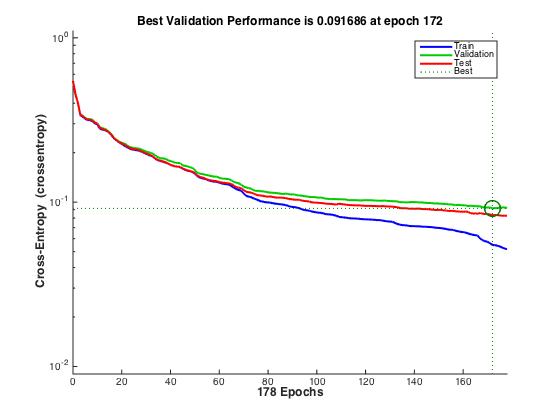 Best Validation Performance is 0.091686 at epoch 172
Cross-Entropy (crossentropy)
10^0
10^-1
10^-2
Train
Validation
Test
Best
0 20 40 60 80 100 120 140 160
178 Epochs